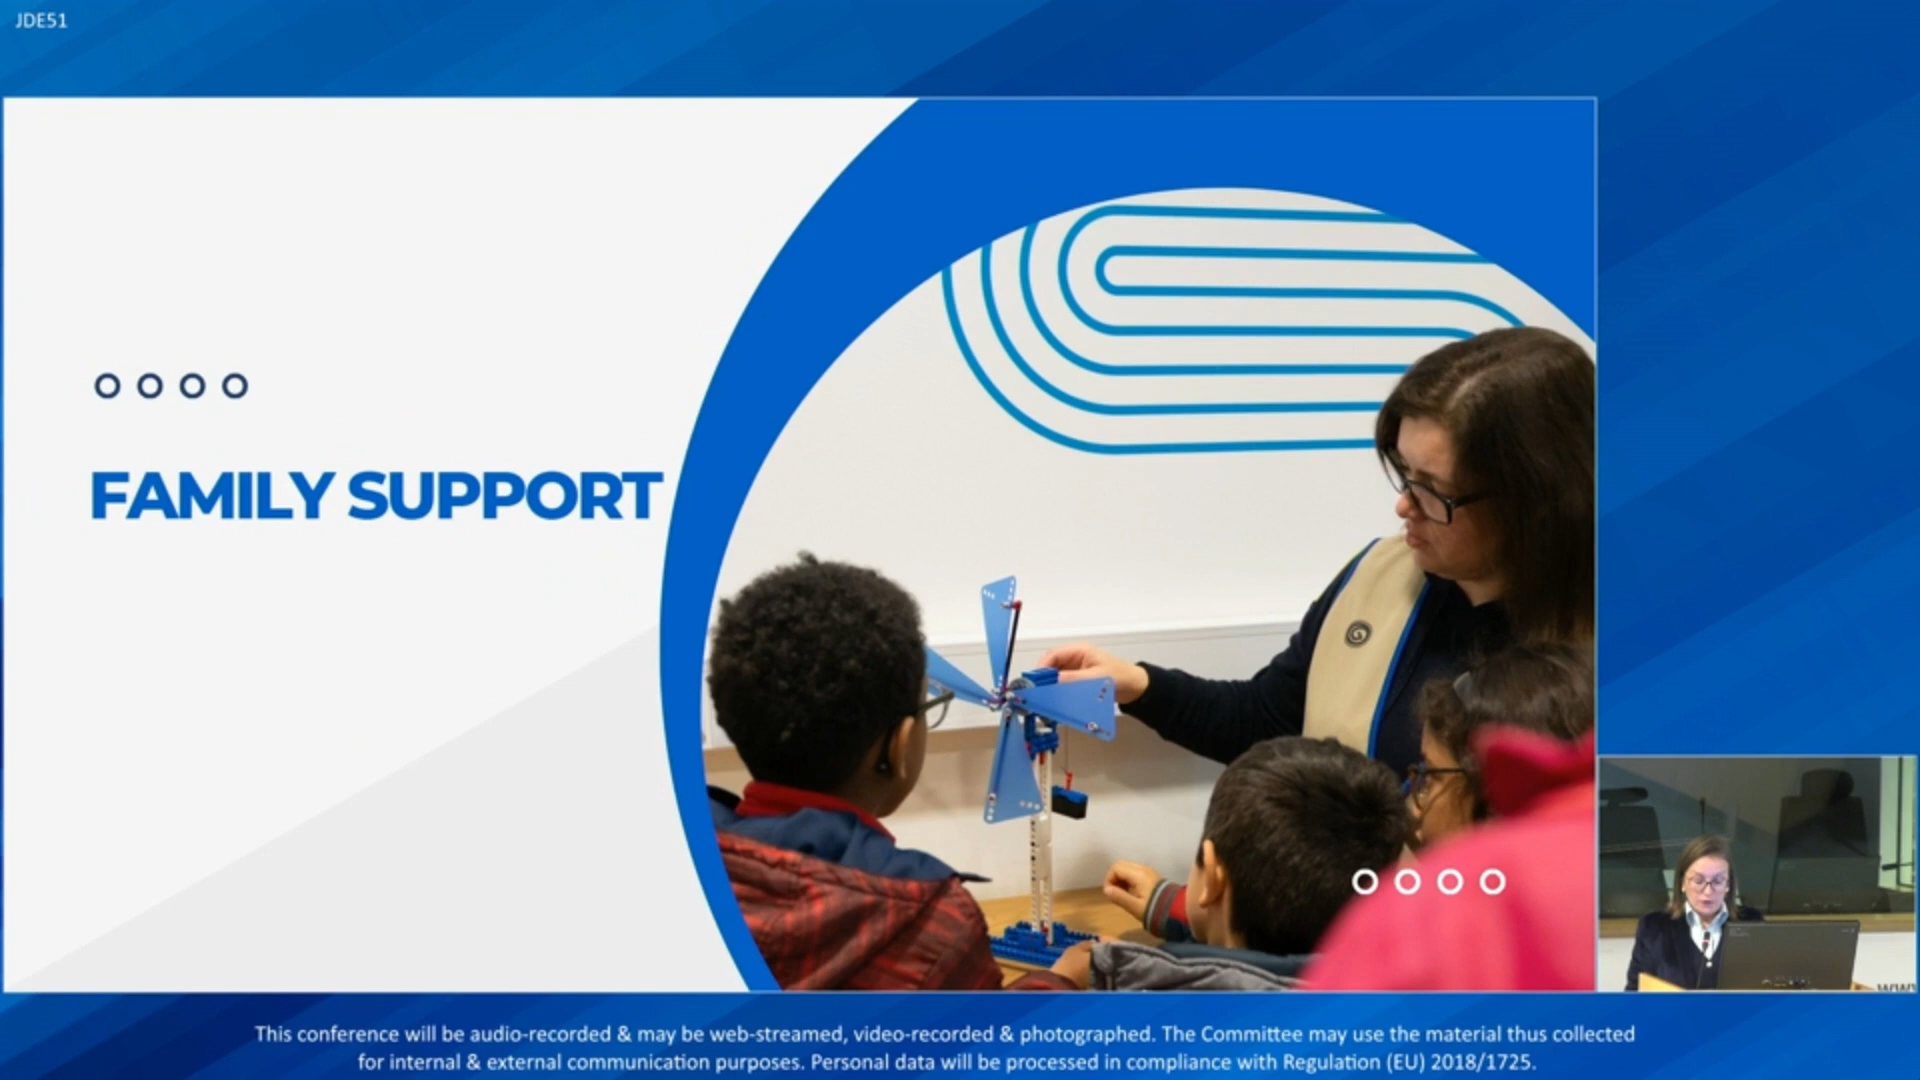 JDE51
FAMILY SUPPORT
This conference will be audio-recorded & may be web-streamed, video-recorded & photographed. The Committee may use the material thus collected
for internal & external communication purposes. Personal data will be processed in compliance with Regulation (EU) 2018/1725.